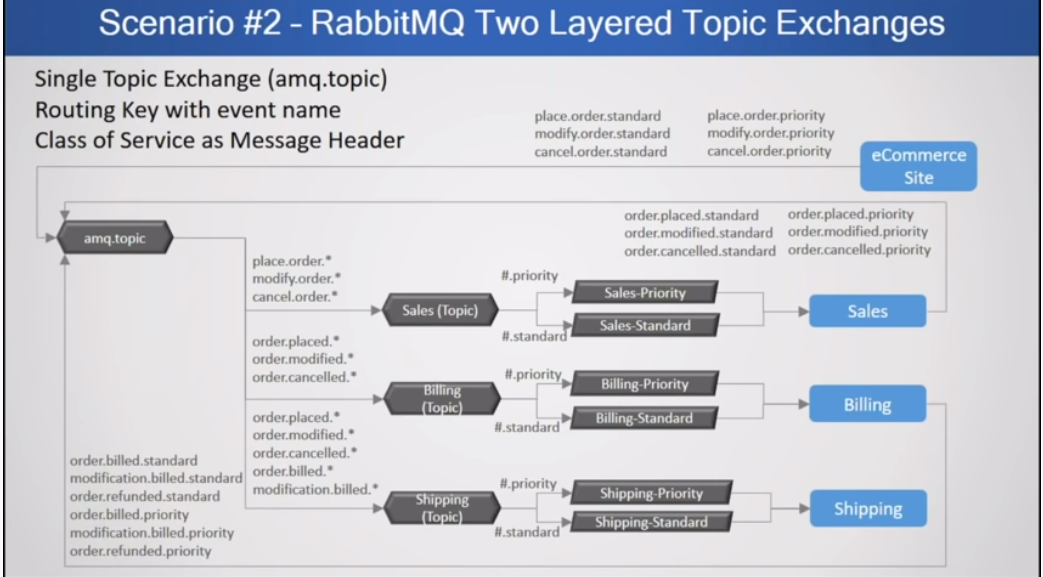 Scenario #2 - RabbitMQ Two Layered Topic Exchanges
Single Topic Exchange (amq.topic)
Routing Key with event name
Class of Service as Message Header
place.order.standard
modify.order.standard
cancel.order.standard
place.order.priority
modify.order.priority
cancel.order.priority
eCommerce
Site
amq.topic
order.placed.standard
order.modified.standard
order.cancelled.standard
order.placed.priority
order.modified.priority
order.cancelled.priority
place.order.*
modify.order.*
cancel.order.*
Sales (Topic)
#.priority
#.standard
Sales-Priority
Sales-Standard
Sales
order.placed.*
order.modified.*
order.cancelled.*
Billing
(Topic)
#.priority
#.standard
Billing-Priority
Billing-Standard
Billing
order.placed.*
order.modified.*
order.cancelled.*
order.billed.*
modification.billed.*
Shipping
(Topic)
#.priority
#.standard
Shipping-Priority
Shipping-Standard
Shipping
order.billed.standard
modification.billed.standard
order.refunded.standard
order.billed.priority
modification.billed.priority
order.refunded.priority